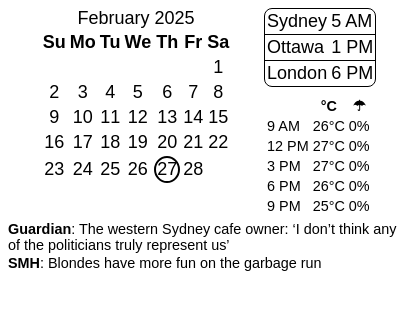 February 2025
Su Mo Tu We Th Fr Sa
1
2 3 4 5 6 7 8
9 10 11 12 13 14 15
16 17 18 19 20 21 22
23 24 25 26 27 28
Sydney 5 AM
Ottawa 1 PM
London 6 PM
°C ☂
9 AM 26°C 0%
12 PM 27°C 0%
3 PM 27°C 0%
6 PM 26°C 0%
9 PM 25°C 0%
Guardian: The western Sydney cafe owner: ‘I don’t think any
of the politicians truly represent us’
SMH: Blondes have more fun on the garbage run